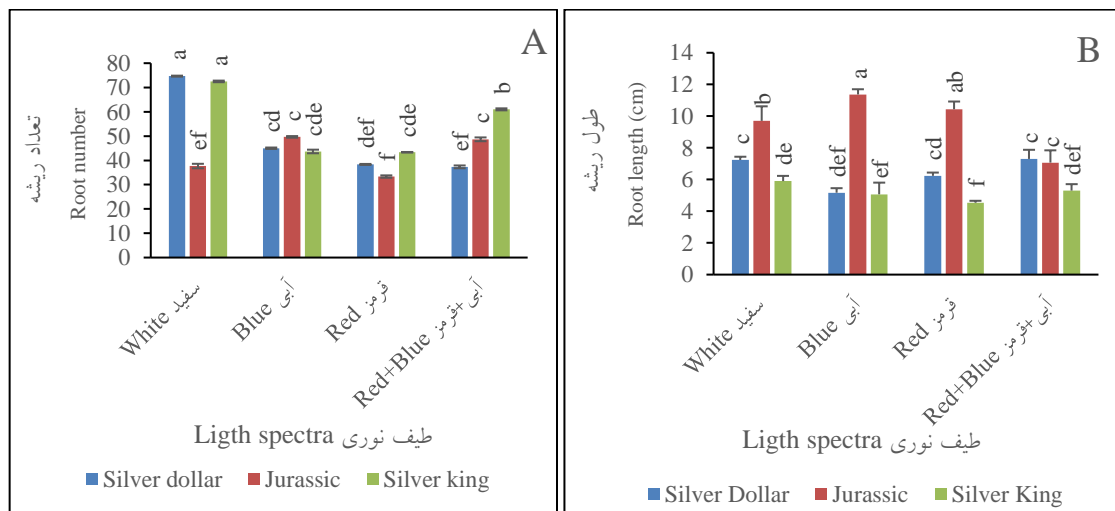 A
تعداد ریشه
Root number
80
70
60
50
40
30
20
10
0
a ef a
cd c cde
def f cde
ef c b
White سفید
Blue آبی
Red قرمز
Red+Blue آبی+قرمز
Ligth spectra طیف نوری
Silver dollar Jurassic Silver king
B
طول ریشه
Root length (cm)
14
12
10
8
6
4
2
0
c b de
def a ef
cd ab f
c c def
White سفید
Blue آبی
Red قرمز
Red+Blue آبی+قرمز
Ligth spectra طیف نوری
Silver Dollar Jurassic Silver King